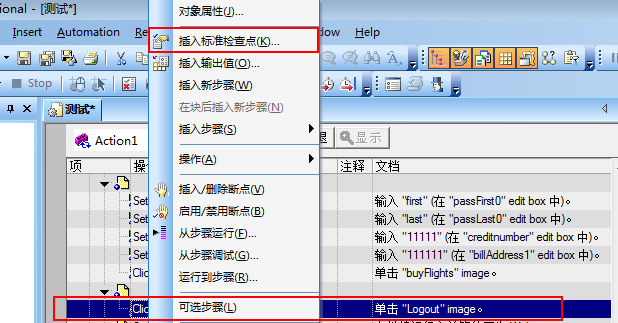 ional - [测试*]
Insert Automation
对象属性(J)...
插入标准检查点(K)...
插入输出值(O)...
插入新步骤(W)
在块后插入新步骤(N)
插入步骤(S)
操作(A)
插入/删除断点(V)
启用/禁用断点(B)
从步骤运行(F)...
从步骤调试(G)...
运行到步骤(R)...
可选步骤(L)
Stop
测试*
Action1
显示
项
注释
文档
Set
输入 "first" (在 "passFirst0" edit box 中)。
Set
输入 "last" (在 "passLast0" edit box 中)。
Set
输入 "11111" (在 "creditnumber" edit box 中)。
Set
输入 "111111" (在 "billAddress1" edit box 中)。
Clic
单击 "buyFlights" image。
Clic
单击 "Logout" image。